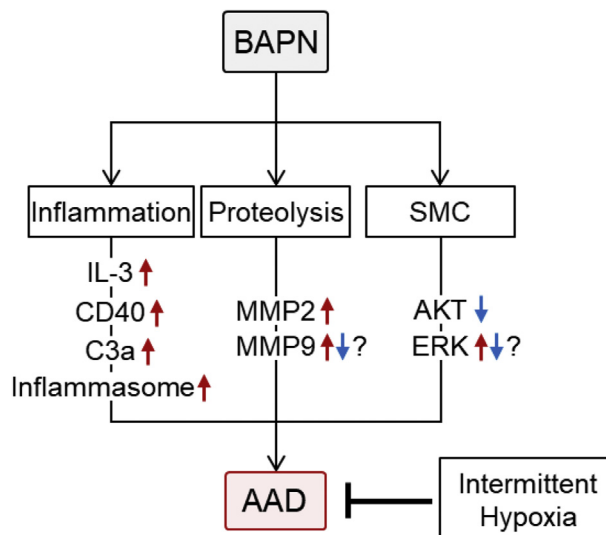 BAPN
Inflammation
IL-3
CD40
C3a
Inflammasome
Proteolysis
MMP2
MMP9 ?
SMC
AKT
ERK ?
AAD
Intermittent
Hypoxia